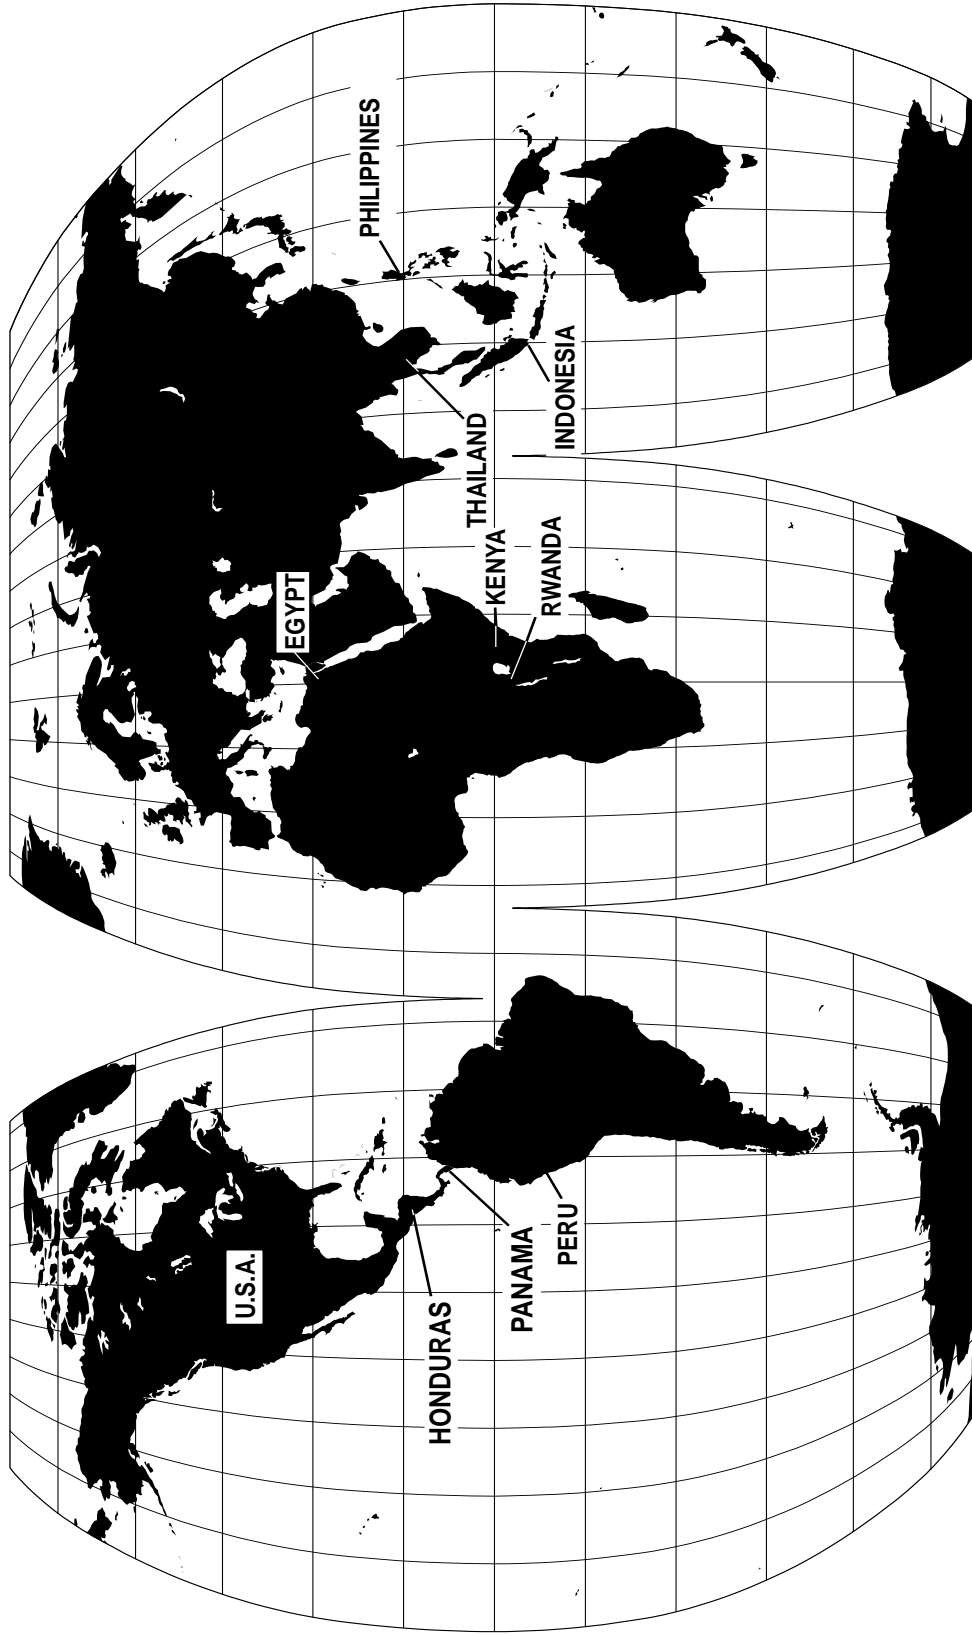 U.S.A.
HONDURAS
PANAMA
PERU
EGYPT
RWANDA
KENYA
THAILAND
INDONESIA
PHILIPPINES